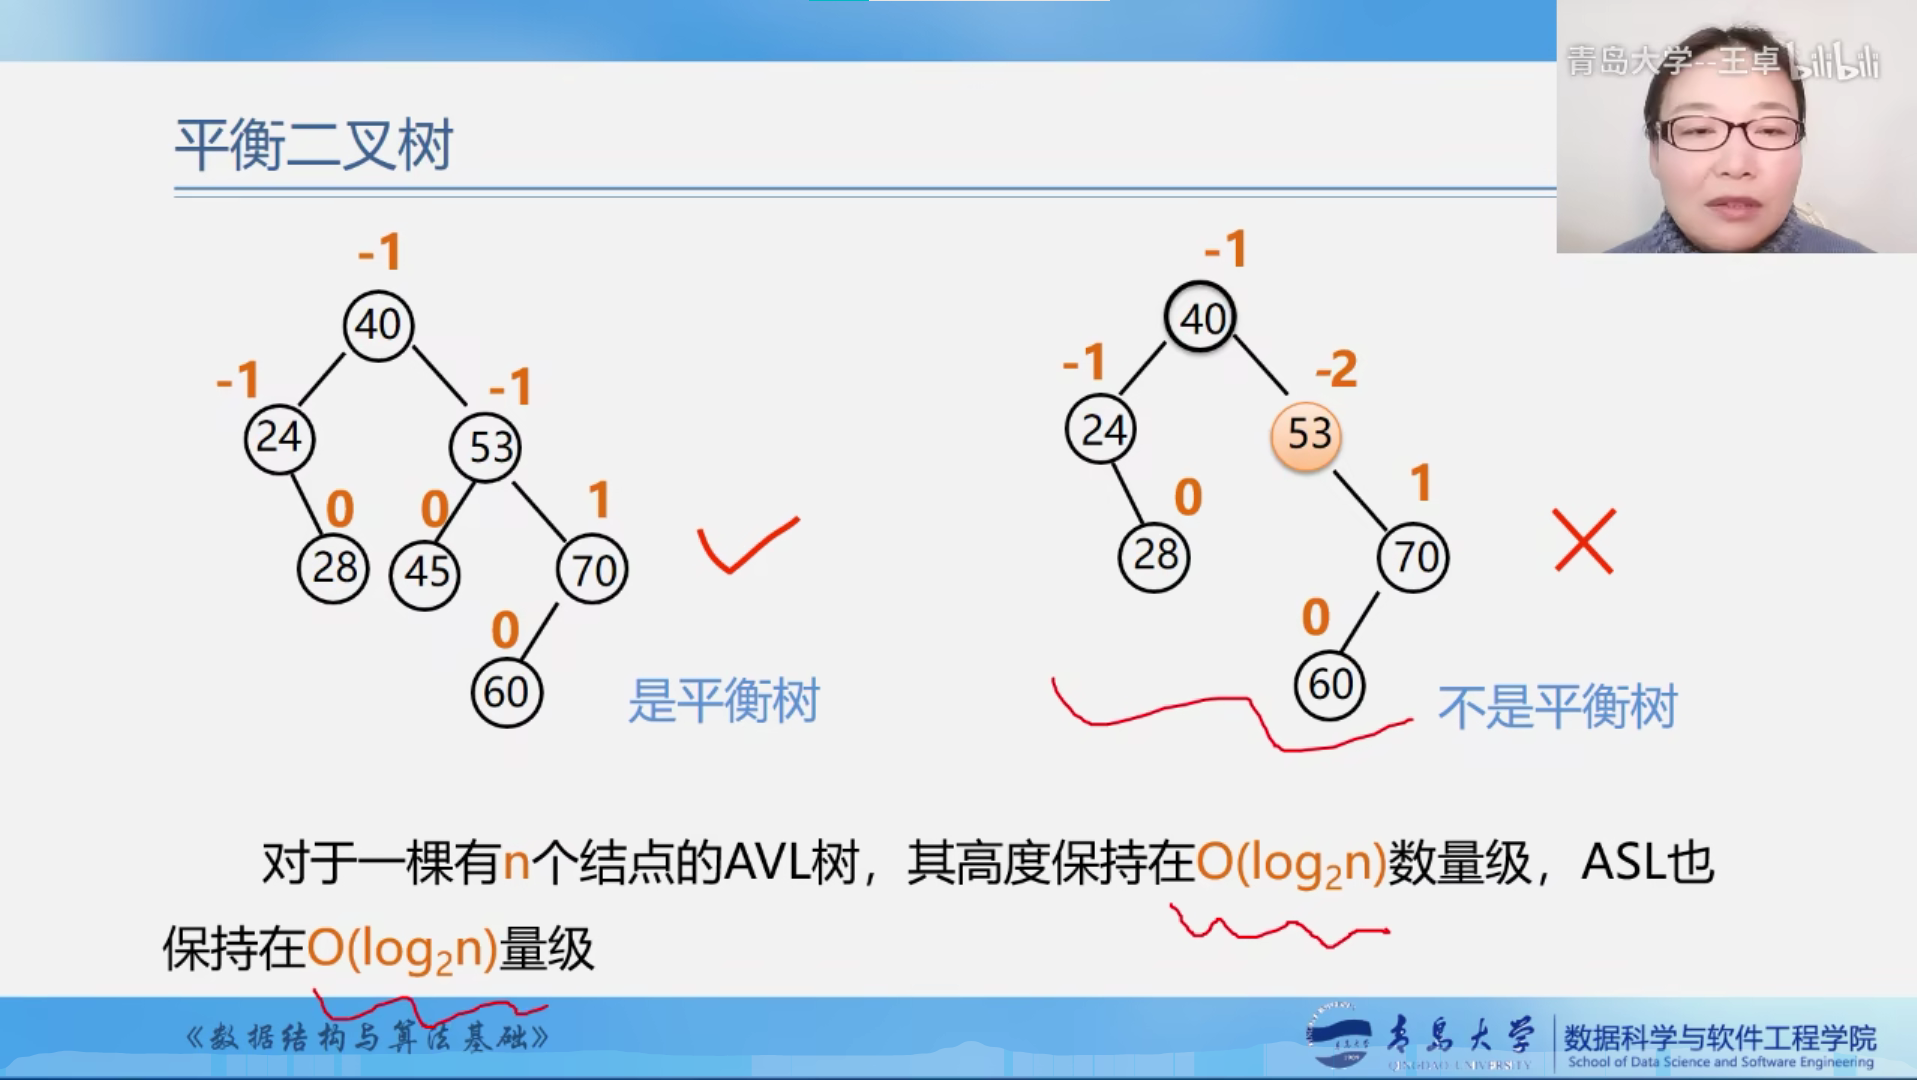 青岛大学--王卓 bilibili
平衡二叉树
-1
40
-1
24
-1
53
0
28
0
45
1
70
0
60
是平衡树
-1
40
-1
24
-2
53
0
28
1
70
0
60
不是平衡树
对于一棵有n个结点的AVL树，其高度保持在O(log₂n)数量级，ASL也
保持在O(log₂n)量级
《数据结构与算法基础》
青岛大学
QINGDAO UNIVERSITY
数据科学与软件工程学院
School of Data Science and Software Engineering